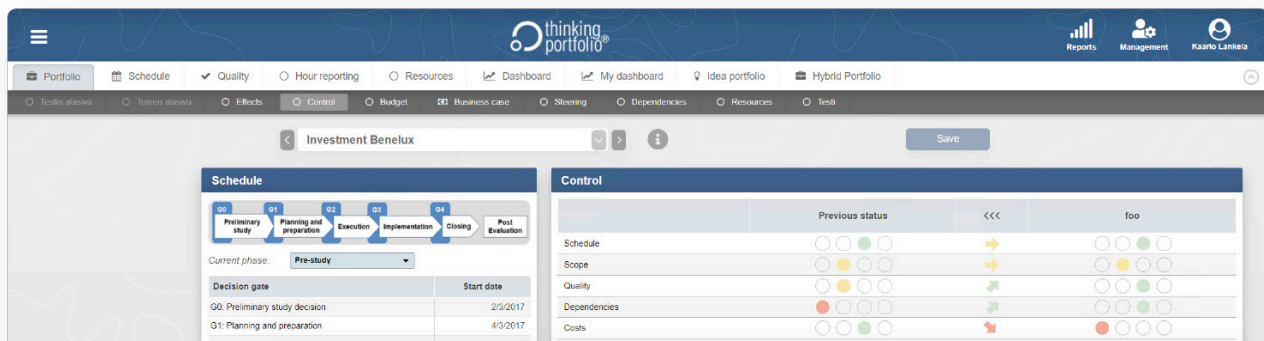 thinking
portfolio®
Reports Management Kaarlo Lankela
Portfolio Schedule Quality Hour reporting Resources Dashboard My dashboard Idea portfolio Hybrid Portfolio
Testin alasivu Tomen alasivu Effects Control Budget Business case Steering Dependencies Resources Testi
Investment Benelux
Save
Schedule
G0 G1 G2 G3 G4
Preliminary study Planning and preparation Execution Implementation Closing Post Evaluation
Current phase: Pre-study
Decision gate Start date
G0: Preliminary study decision 2/3/2017
G1: Planning and preparation 4/3/2017
Control
Previous status <<< foo
Schedule
Scope
Quality
Dependencies
Costs